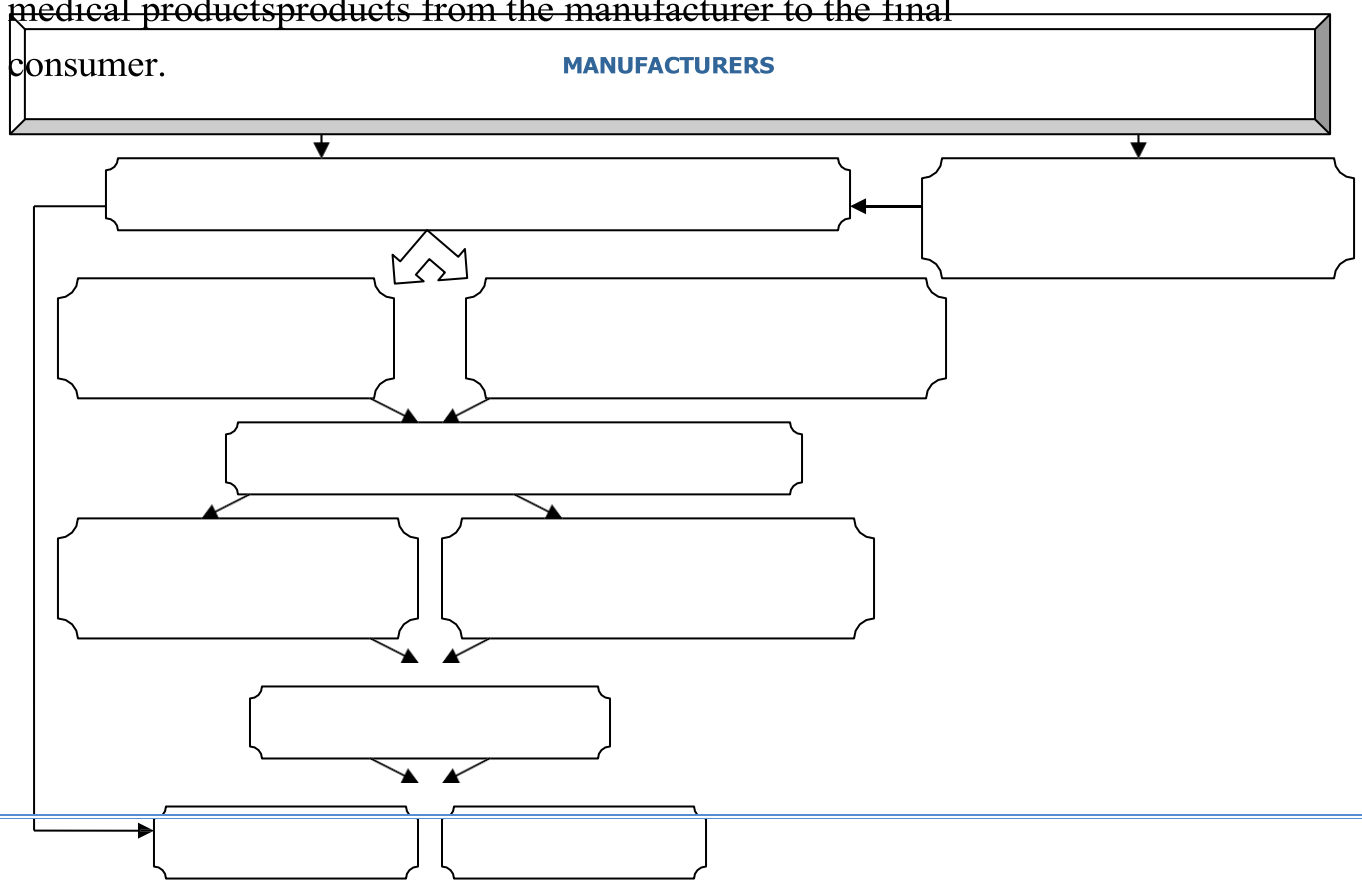 medical productsproducts from the manufacturer to the final
consumer.
MANUFACTURERS